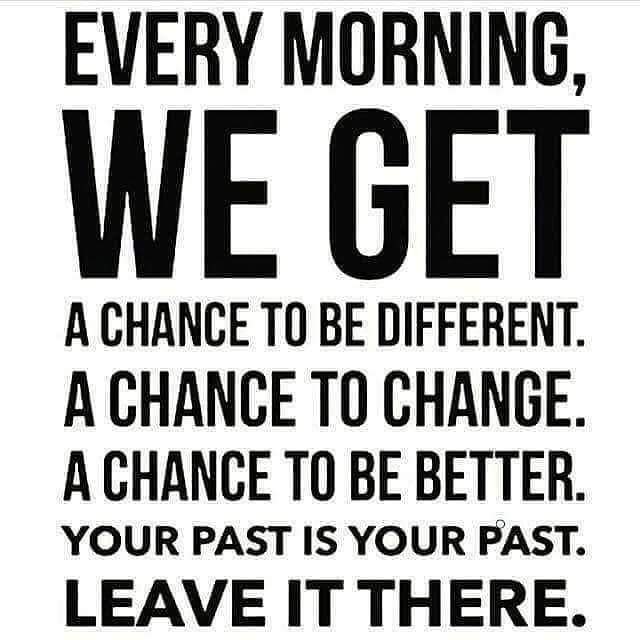 EVERY MORNING,
WE GET
A CHANCE TO BE DIFFERENT.
A CHANCE TO CHANGE.
A CHANCE TO BE BETTER.
YOUR PAST IS YOUR PAST.
LEAVE IT THERE.